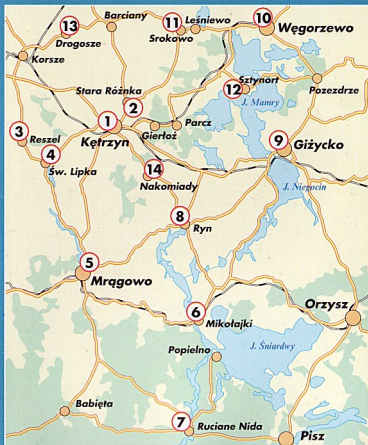 13
Drogosze
Barciany
11
Leśniewo
Srokowo
10
Węgorzewo
Korsze
Stara Różnka
2
12
Sztynort
J. Mamry
Pozezdrze
1
Kętrzyn
Gierłoż
Parcz
3
Reszel
4
Św. Lipka
14
Nakomiady
9
Giżycko
J. Niegocin
8
Ryn
5
Mrągowo
6
Mikołajki
Orzysz
Popielno
J. Śniardwy
Babięta
7
Ruciane Nida
Pisz